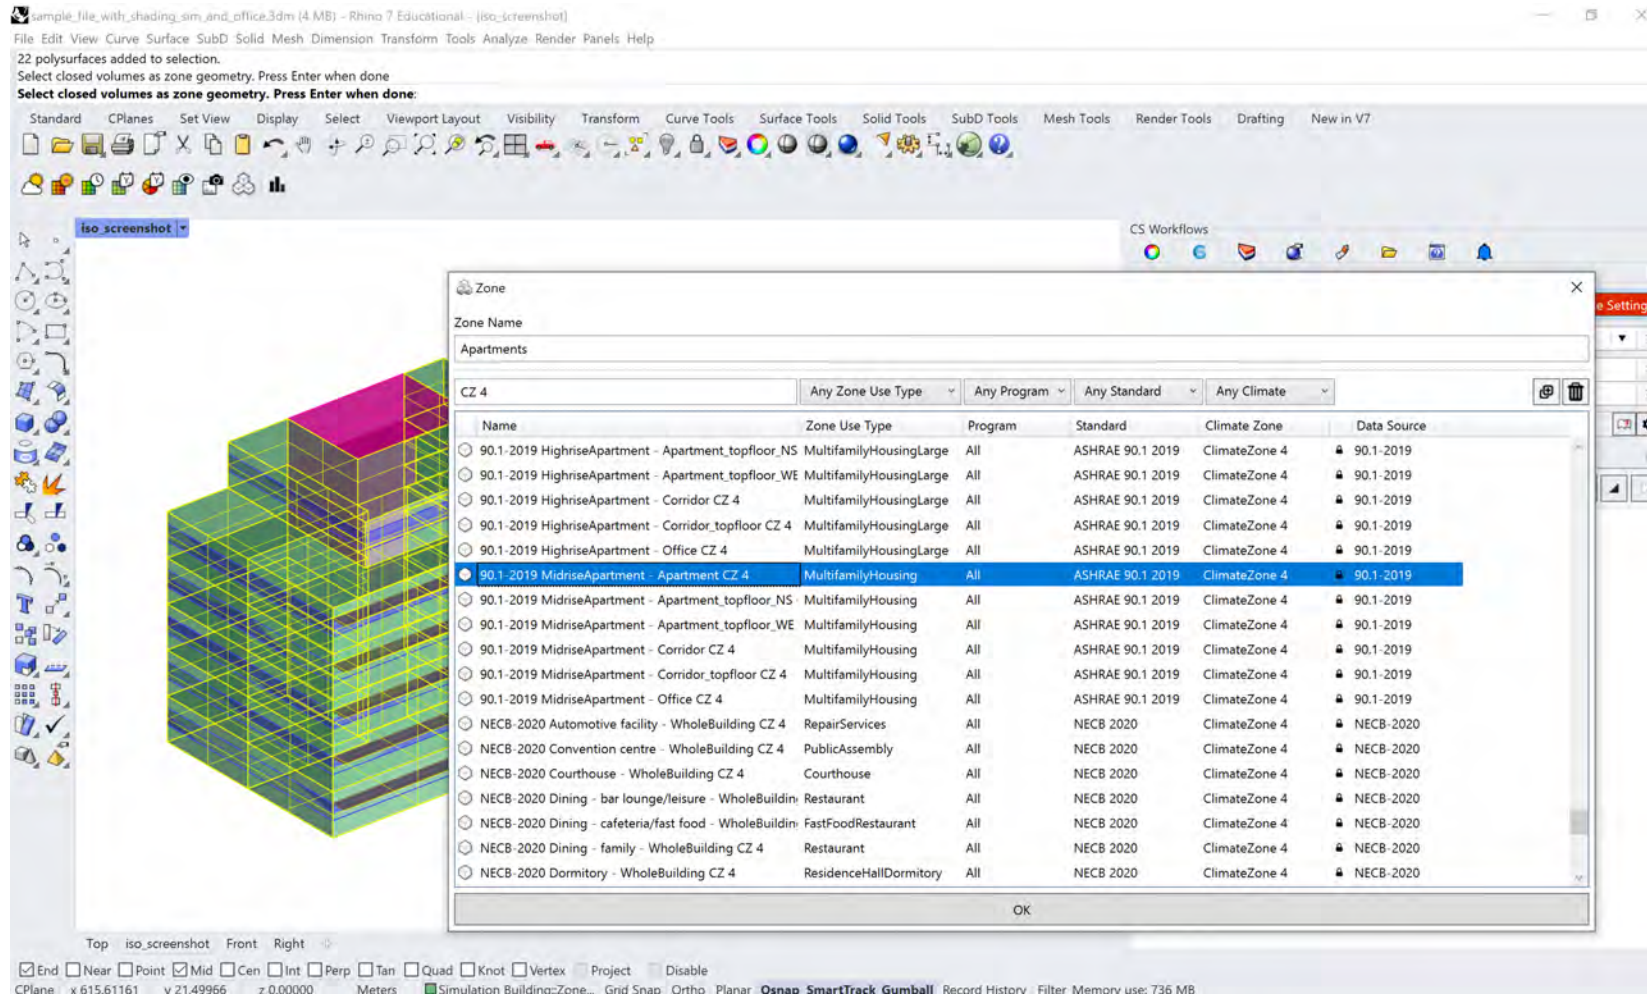 sample_file_with_shading_sim_and_office.3dm (4 MB) - Rhino 7 Educational - [iso_screenshot]
File Edit View Curve Surface SubD Solid Mesh Dimension Transform Tools Analyze Render Panels Help
22 polysurfaces added to selection.
Select closed volumes as zone geometry. Press Enter when done
Select closed volumes as zone geometry. Press Enter when done:
Standard CPlanes Set View Display Select Viewport Layout Visibility Transform Curve Tools Surface Tools Solid Tools SubD Tools Mesh Tools Render Tools Drafting New in V7
iso_screenshot
CS Workflows
Zone
e Setting
Zone Name
Apartments
CZ 4 Any Zone Use Type Any Program Any Standard Any Climate
Name Zone Use Type Program Standard Climate Zone Data Source
90.1-2019 HighriseApartment - Apartment_topfloor_NS MultifamilyHousingLarge All ASHRAE 90.1 2019 ClimateZone 4 90.1-2019
90.1-2019 HighriseApartment - Apartment_topfloor_WE MultifamilyHousingLarge All ASHRAE 90.1 2019 ClimateZone 4 90.1-2019
90.1-2019 HighriseApartment - Corridor CZ 4 MultifamilyHousingLarge All ASHRAE 90.1 2019 ClimateZone 4 90.1-2019
90.1-2019 HighriseApartment - Corridor_topfloor CZ 4 MultifamilyHousingLarge All ASHRAE 90.1 2019 ClimateZone 4 90.1-2019
90.1-2019 HighriseApartment - Office CZ 4 MultifamilyHousingLarge All ASHRAE 90.1 2019 ClimateZone 4 90.1-2019
90.1-2019 MidriseApartment - Apartment CZ 4 MultifamilyHousing All ASHRAE 90.1 2019 ClimateZone 4 90.1-2019
90.1-2019 MidriseApartment - Apartment_topfloor_NS MultifamilyHousing All ASHRAE 90.1 2019 ClimateZone 4 90.1-2019
90.1-2019 MidriseApartment - Apartment_topfloor_WE MultifamilyHousing All ASHRAE 90.1 2019 ClimateZone 4 90.1-2019
90.1-2019 MidriseApartment - Corridor CZ 4 MultifamilyHousing All ASHRAE 90.1 2019 ClimateZone 4 90.1-2019
90.1-2019 MidriseApartment - Corridor_topfloor CZ 4 MultifamilyHousing All ASHRAE 90.1 2019 ClimateZone 4 90.1-2019
90.1-2019 MidriseApartment - Office CZ 4 MultifamilyHousing All ASHRAE 90.1 2019 ClimateZone 4 90.1-2019
NECB-2020 Automotive facility - WholeBuilding CZ 4 RepairServices All NECB 2020 ClimateZone 4 NECB-2020
NECB-2020 Convention centre - WholeBuilding CZ 4 PublicAssembly All NECB 2020 ClimateZone 4 NECB-2020
NECB-2020 Courthouse - WholeBuilding CZ 4 Courthouse All NECB 2020 ClimateZone 4 NECB-2020
NECB-2020 Dining - bar lounge/leisure - WholeBuildin Restaurant All NECB 2020 ClimateZone 4 NECB-2020
NECB-2020 Dining - cafeteria/fast food - WholeBuildin FastFoodRestaurant All NECB 2020 ClimateZone 4 NECB-2020
NECB-2020 Dining - family - WholeBuilding CZ 4 Restaurant All NECB 2020 ClimateZone 4 NECB-2020
NECB-2020 Dormitory - WholeBuilding CZ 4 ResidenceHallDormitory All NECB 2020 ClimateZone 4 NECB-2020
OK
Top iso_screenshot Front Right
End Near Point Mid Cen Int Perp Tan Quad Knot Vertex Project Disable
CPlane x 615.61161 y 21.49966 z 0.00000 Meters Simulation Building::Zone... Grid Snap Ortho Planar Osnap SmartTrack Gumball Record History Filter Memory use: 736 MB